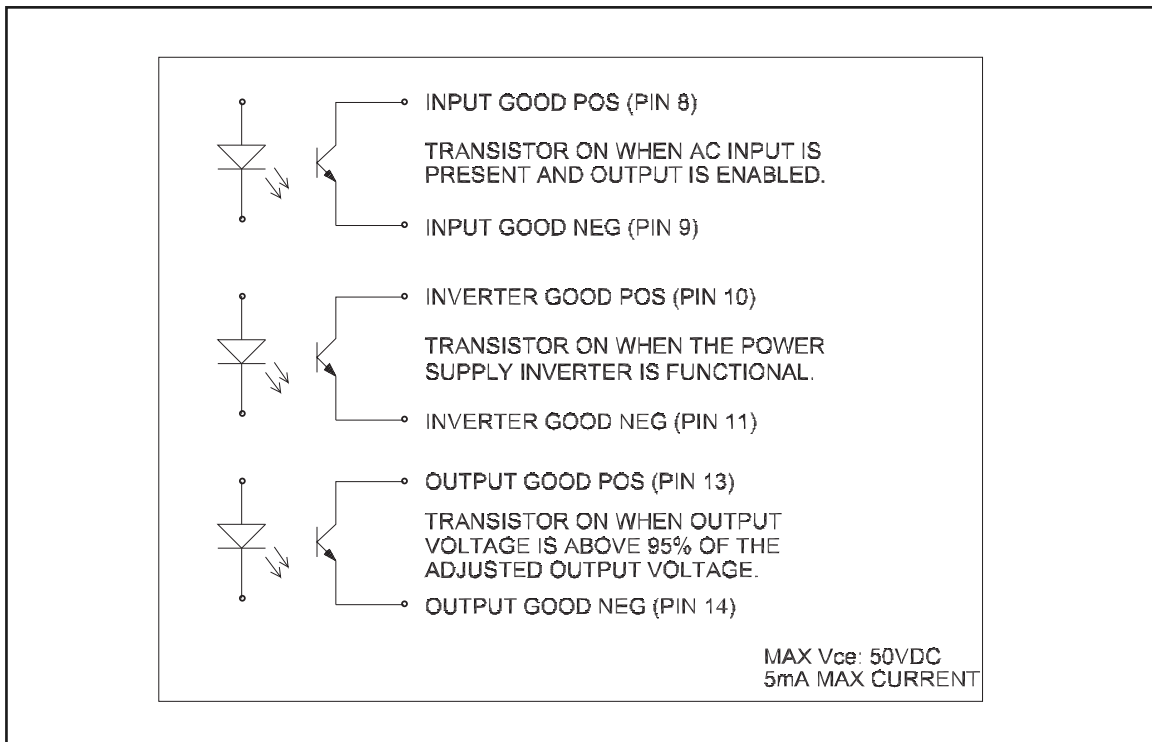 INPUT GOOD POS (PIN 8)
TRANSISTOR ON WHEN AC INPUT IS
PRESENT AND OUTPUT IS ENABLED.
INPUT GOOD NEG (PIN 9)
INVERTER GOOD POS (PIN 10)
TRANSISTOR ON WHEN THE POWER
SUPPLY INVERTER IS FUNCTIONAL.
INVERTER GOOD NEG (PIN 11)
OUTPUT GOOD POS (PIN 13)
TRANSISTOR ON WHEN OUTPUT
VOLTAGE IS ABOVE 95% OF THE
ADJUSTED OUTPUT VOLTAGE.
OUTPUT GOOD NEG (PIN 14)
MAX Vce: 50VDC
5mA MAX CURRENT